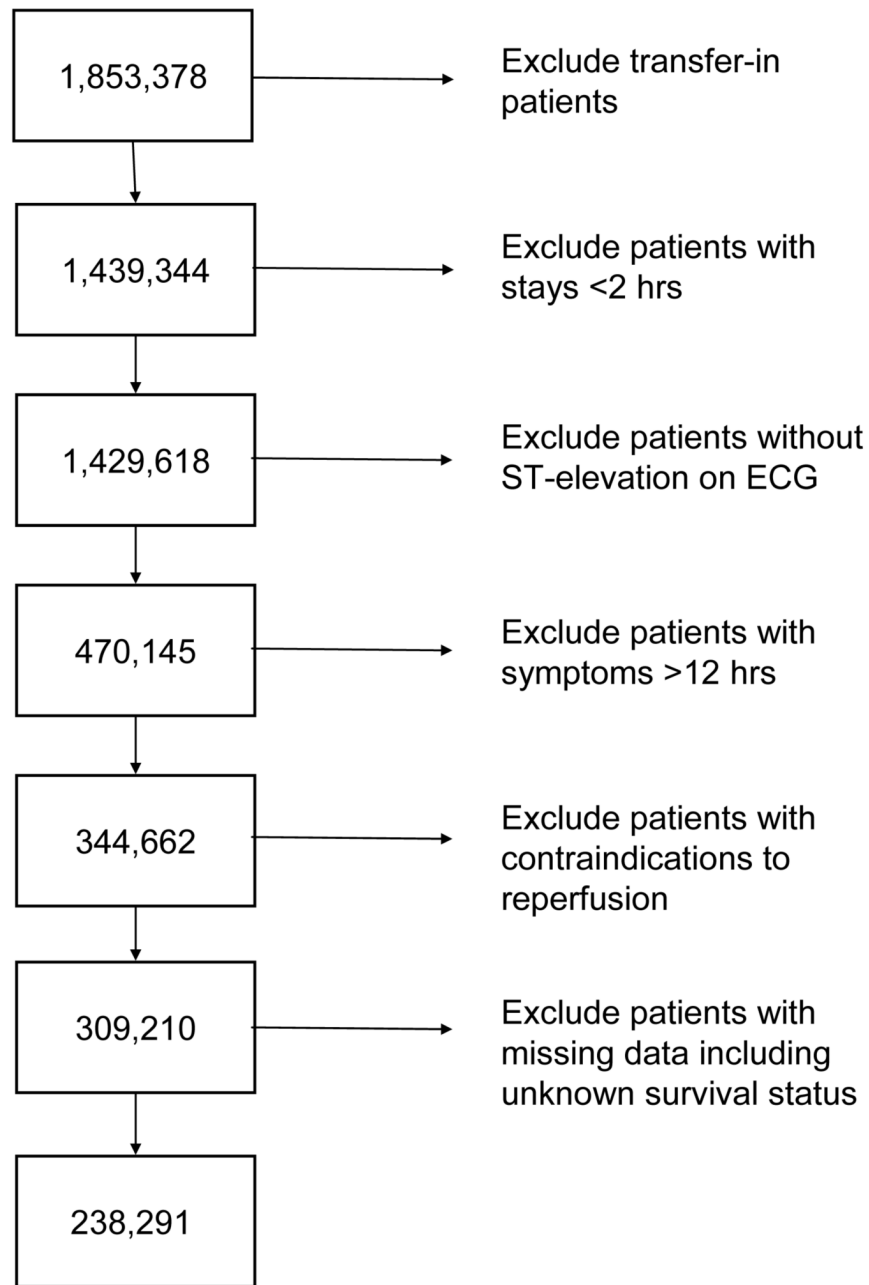 1,853,378
Exclude transfer-in
patients
1,439,344
Exclude patients with
stays <2 hrs
1,429,618
Exclude patients without
ST-elevation on ECG
470,145
Exclude patients with
symptoms >12 hrs
344,662
Exclude patients with
contraindications to
reperfusion
309,210
Exclude patients with
missing data including
unknown survival status
238,291